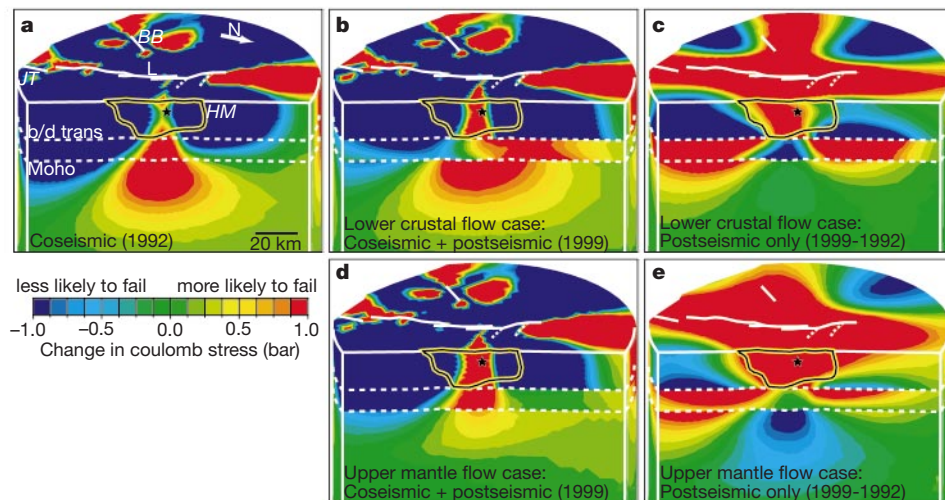 a
BB
N
L
JT
HM
b/d trans
Moho
Coseismic (1992)
20 km
b
Lower crustal flow case:
Coseismic + postseismic (1999)
c
Lower crustal flow case:
Postseismic only (1999-1992)
less likely to fail more likely to fail
−1.0 −0.5 0.0 0.5 1.0
Change in coulomb stress (bar)
d
Upper mantle flow case:
Coseismic + postseismic (1999)
e
Upper mantle flow case:
Postseismic only (1999-1992)